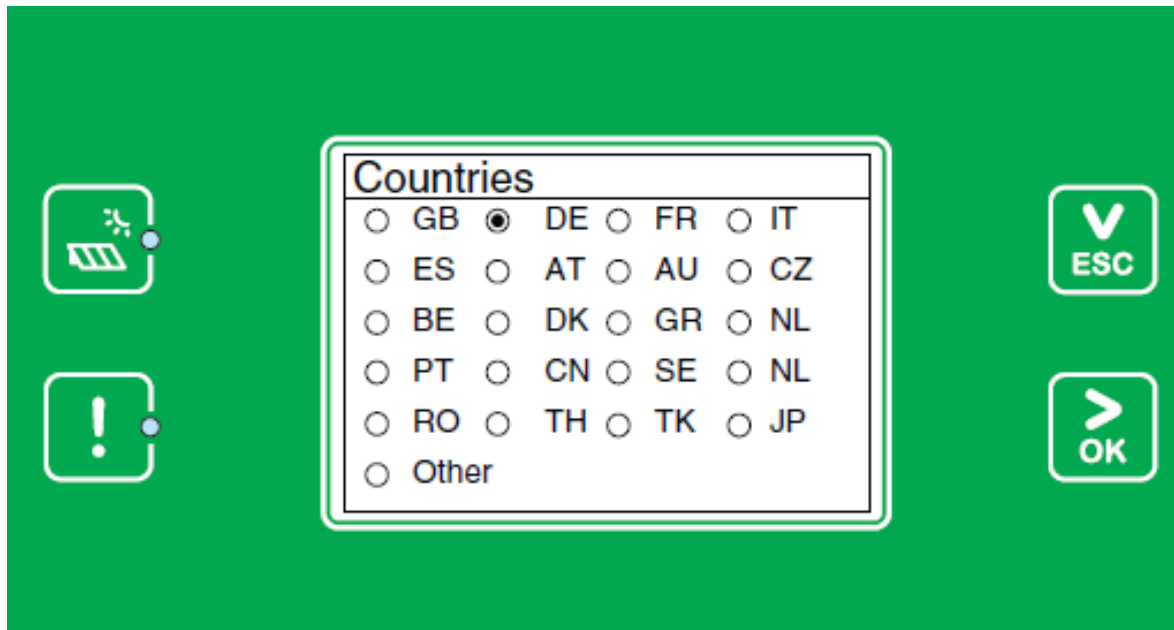 Countries
GB DE FR IT
ES AT AU CZ
BE DK GR NL
PT CN SE NL
RO TH TK JP
Other
!
ESC
OK